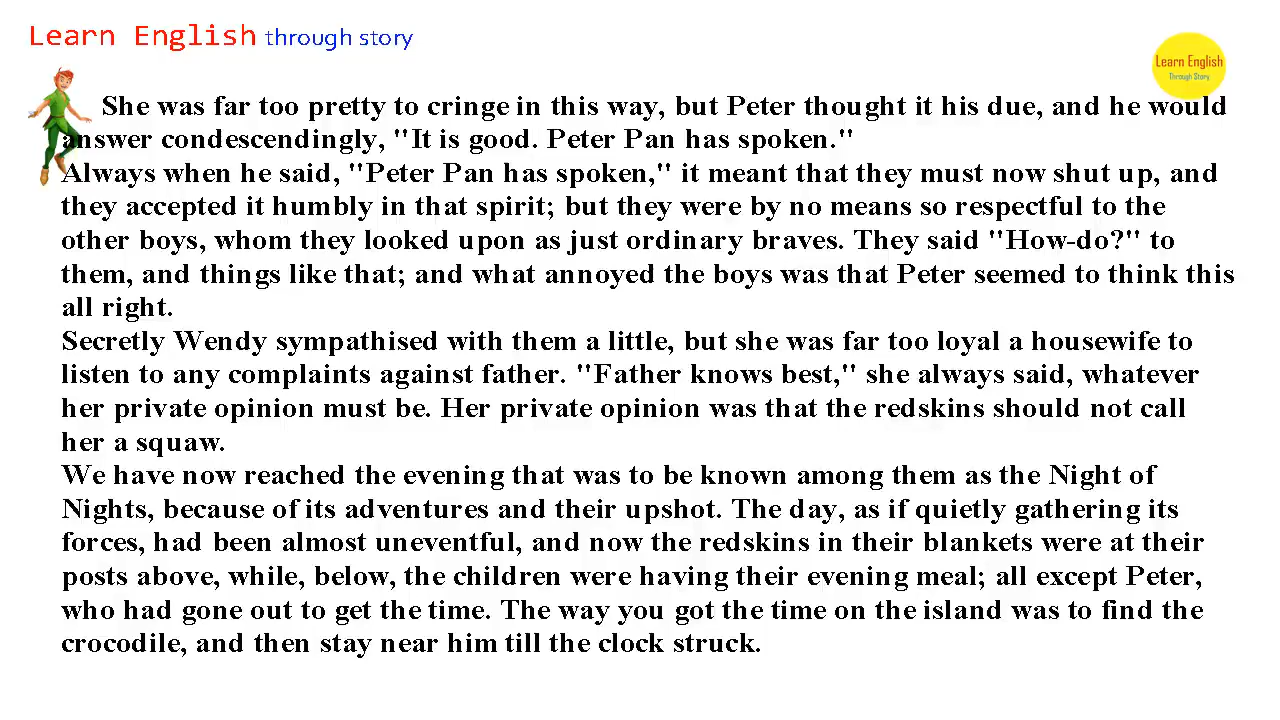 Learn English through story
Learn English
Through Story
She was far too pretty to cringe in this way, but Peter thought it his due, and he would
answer condescendingly, "It is good. Peter Pan has spoken."
Always when he said, "Peter Pan has spoken," it meant that they must now shut up, and
they accepted it humbly in that spirit; but they were by no means so respectful to the
other boys, whom they looked upon as just ordinary braves. They said "How-do?" to
them, and things like that; and what annoyed the boys was that Peter seemed to think this
all right.
Secretly Wendy sympathised with them a little, but she was far too loyal a housewife to
listen to any complaints against father. "Father knows best," she always said, whatever
her private opinion must be. Her private opinion was that the redskins should not call
her a squaw.
We have now reached the evening that was to be known among them as the Night of
Nights, because of its adventures and their upshot. The day, as if quietly gathering its
forces, had been almost uneventful, and now the redskins in their blankets were at their
posts above, while, below, the children were having their evening meal; all except Peter,
who had gone out to get the time. The way you got the time on the island was to find the
crocodile, and then stay near him till the clock struck.